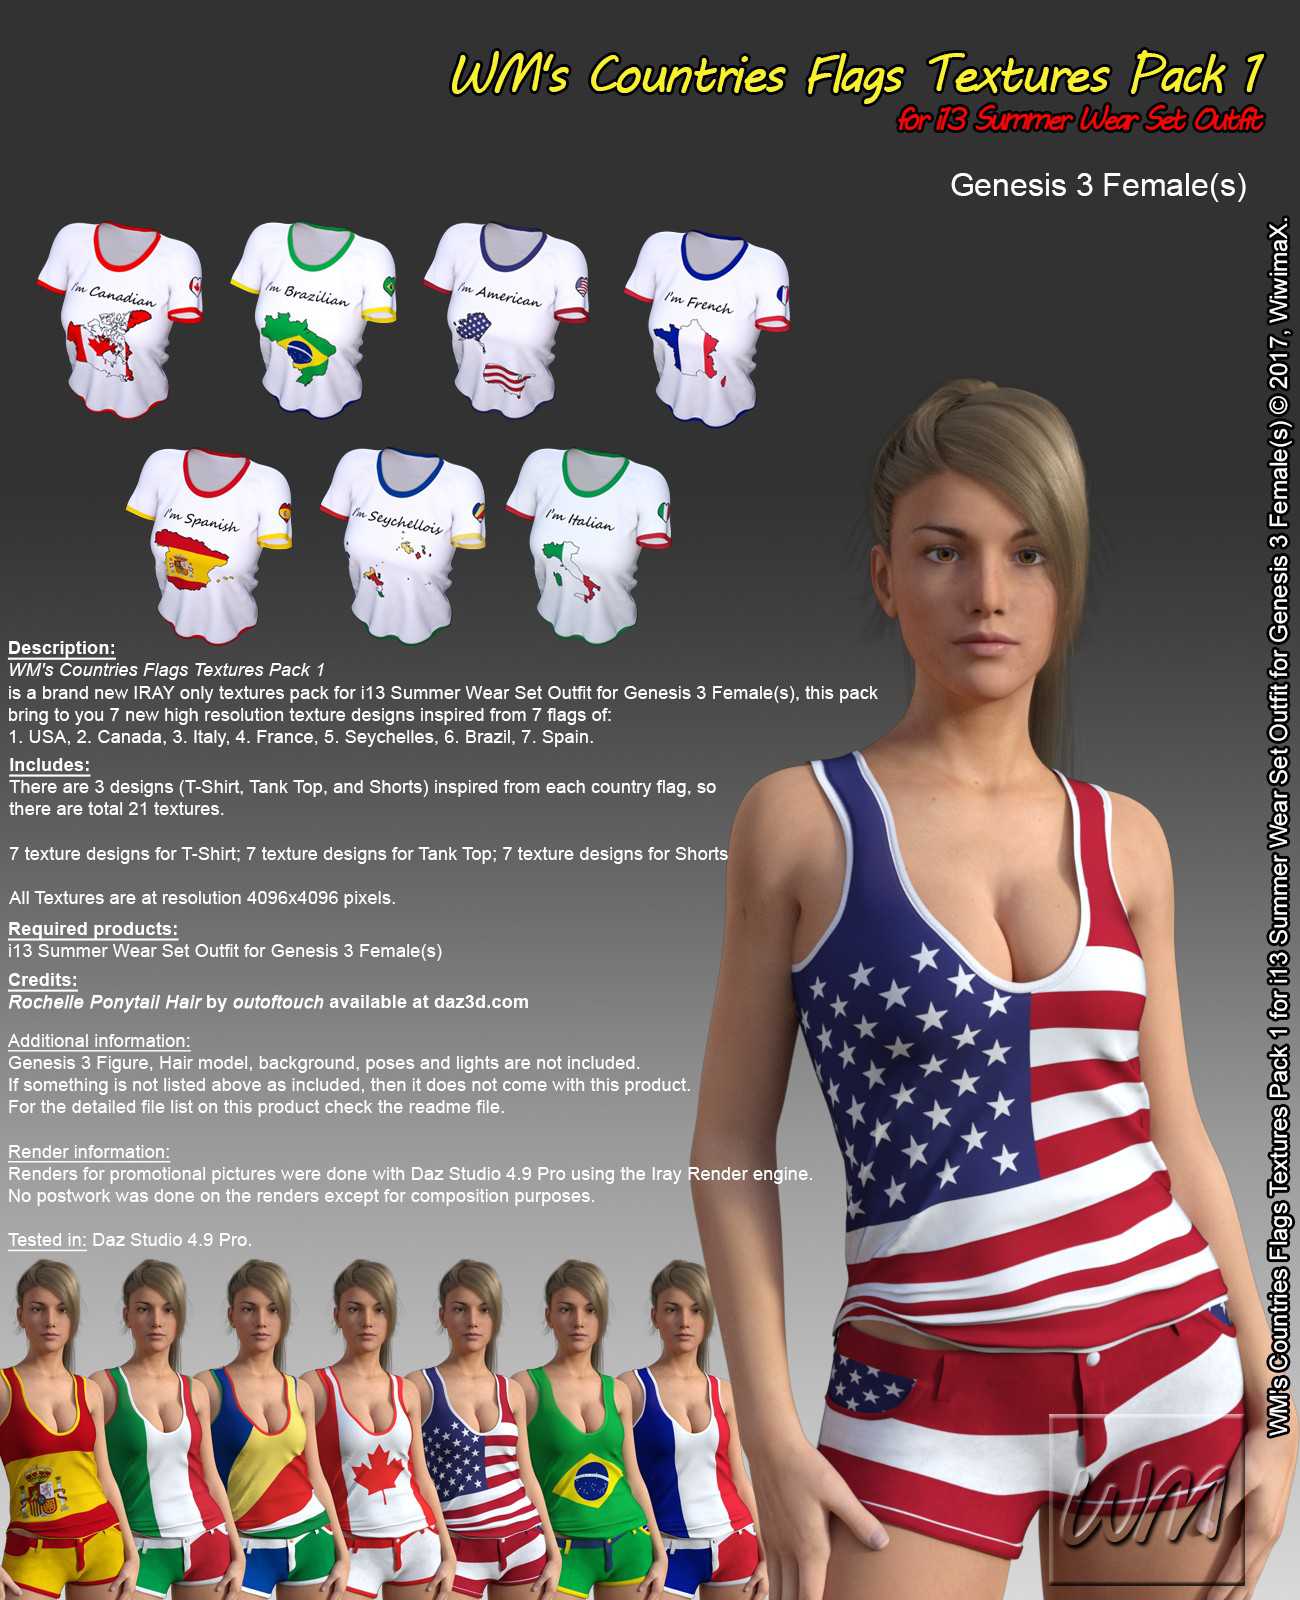 WM's Countries Flags Textures Pack 1
for i13 Summer Wear Set Outfit
Genesis 3 Female(s)
I'm Canadian
I'm Brazilian
I'm American
I'm French
I'm Spanish
I'm Seychellois
I'm Italian
Description:
WM's Countries Flags Textures Pack 1
is a brand new IRAY only textures pack for i13 Summer Wear Set Outfit for Genesis 3 Female(s), this pack
bring to you 7 new high resolution texture designs inspired from 7 flags of:
1. USA, 2. Canada, 3. Italy, 4. France, 5. Seychelles, 6. Brazil, 7. Spain.
Includes:
There are 3 designs (T-Shirt, Tank Top, and Shorts) inspired from each country flag, so
there are total 21 textures.
7 texture designs for T-Shirt; 7 texture designs for Tank Top; 7 texture designs for Shorts
All Textures are at resolution 4096x4096 pixels.
Required products:
i13 Summer Wear Set Outfit for Genesis 3 Female(s)
Credits:
Rochelle Ponytail Hair by outoftouch available at daz3d.com
Additional information:
Genesis 3 Figure, Hair model, background, poses and lights are not included.
If something is not listed above as included, then it does not come with this product.
For the detailed file list on this product check the readme file.
Render information:
Renders for promotional pictures were done with Daz Studio 4.9 Pro using the Iray Render engine.
No postwork was done on the renders except for composition purposes.
Tested in: Daz Studio 4.9 Pro.
WM's Countries Flags Textures Pack 1 for i13 Summer Wear Set Outfit for Genesis 3 Female(s) © 2017, WiwimaX.
WM